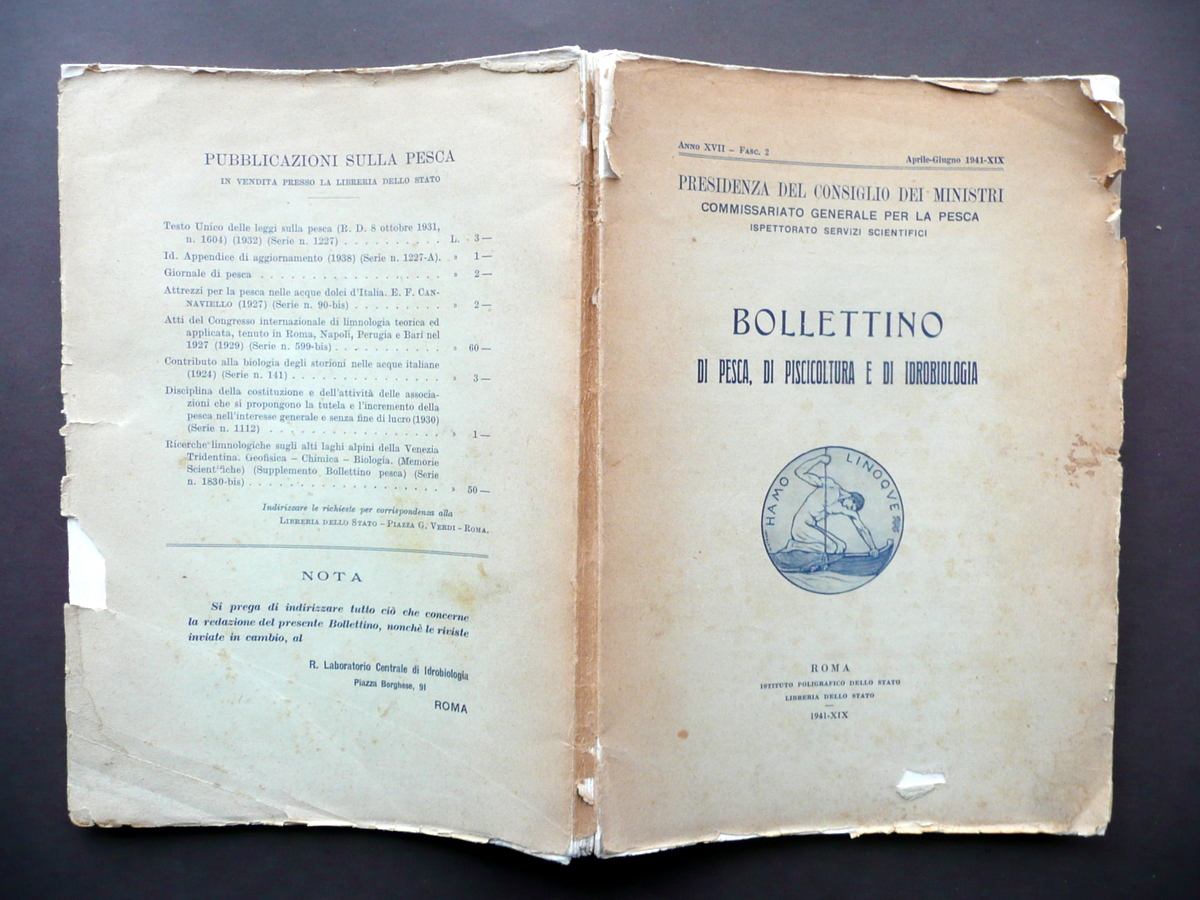 PUBBLICAZIONI SULLA PESCA
IN VENDITA PRESSO LA LIBRERIA DELLO STATO
Testo Unico delle leggi sulla pesca (R. D. 8 ottobre 1931,
n. 1604) (1932) (Serie n. 1227) . . . . . . . . . . L. 3 —
Id. Appendice di aggiornamento (1938) (Serie n. 1227-A). » 1 —
Giornale di pesca . . . . . . . . . . . . . . . . » 2 —
Attrezzi per la pesca nelle acque dolci d'Italia. E. F. CAN-
NAVIELLO (1927) (Serie n. 90-bis) . . . . . . . . . » 2 —
Atti del Congresso internazionale di limnologia teorica ed
applicata, tenuto in Roma, Napoli, Perugia e Bari nel
1927 (1929) (Serie n. 599-bis) . . . . . . . . . . » 60 —
Contributo alla biologia degli storioni nelle acque italiane
(1924) (Serie n. 141) . . . . . . . . . . . . . . » 3 —
Disciplina della costituzione e dell'attività delle associa-
zioni che si propongono la tutela e l'incremento della
pesca nell'interesse generale e senza fine di lucro (1930)
(Serie n. 1112) . . . . . . . . . . . . . . . . » 1 —
Ricerche limnologiche sugli alti laghi alpini della Venezia
Tridentina. Geofisica – Chimica – Biologia. (Memorie
Scientifiche) (Supplemento Bollettino pesca) (Serie
n. 1830-bis) . . . . . . . . . . . . . . . . . » 50 —
Indirizzare le richieste per corrispondenza alla
LIBRERIA DELLO STATO – PIAZZA G. VERDI – ROMA.
NOTA
Si prega di indirizzare tutto ciò che concerne
la redazione del presente Bollettino, nonchè le riviste
inviate in cambio, al
R. Laboratorio Centrale di Idrobiologia
Piazza Borghese, 91
ROMA
ANNO XVII – FASC. 2 Aprile-Giugno 1941-XIX
PRESIDENZA DEL CONSIGLIO DEI MINISTRI
COMMISSARIATO GENERALE PER LA PESCA
ISPETTORATO SERVIZI SCIENTIFICI
BOLLETTINO
DI PESCA, DI PISCICOLTURA E DI IDROBIOLOGIA
HAMO LINOQVE
ROMA
ISTITUTO POLIGRAFICO DELLO STATO
LIBRERIA DELLO STATO
1941-XIX